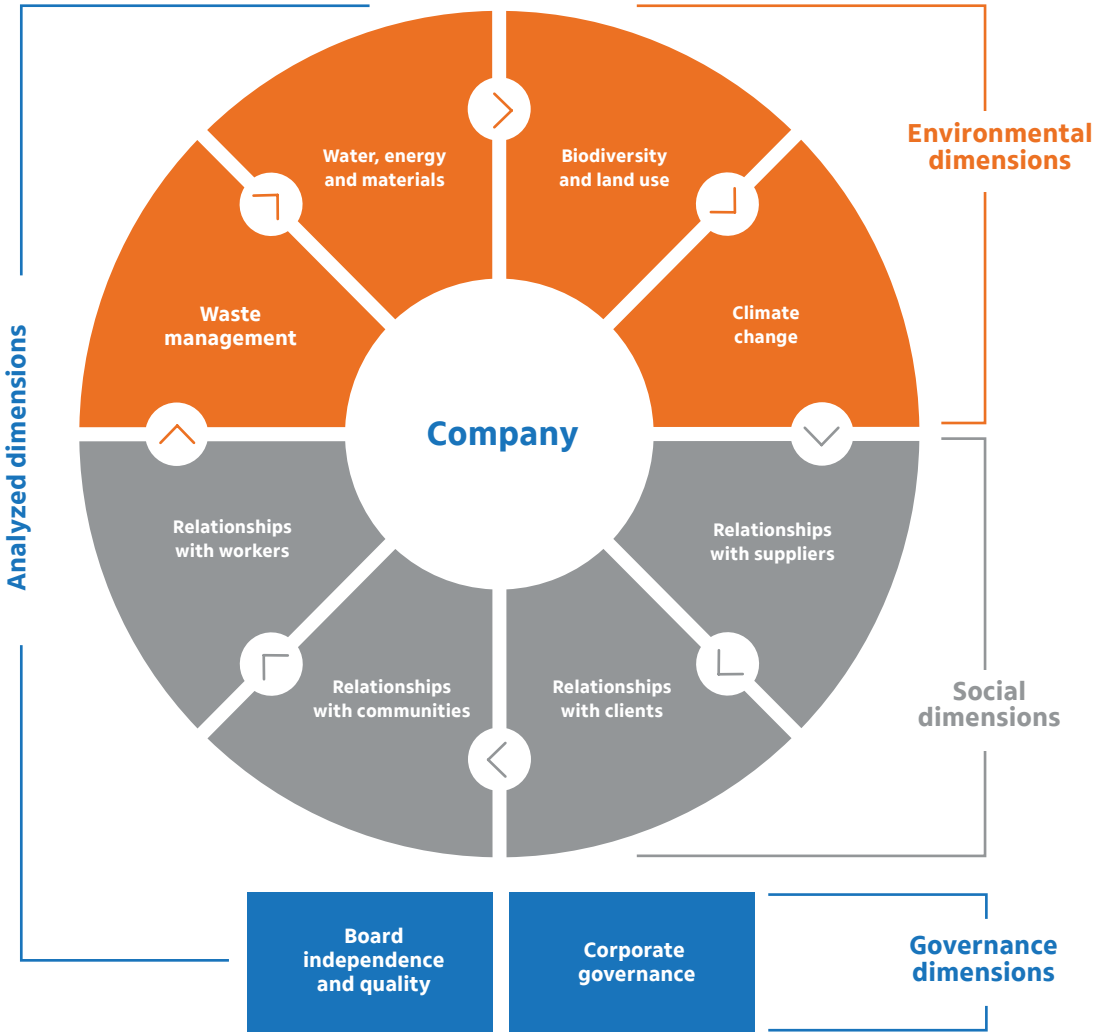 Water, energy
and materials
Biodiversity
and land use
Environmental
dimensions
Waste
management
Climate
change
Analyzed dimensions
Company
Relationships
with workers
Relationships
with suppliers
Relationships
with communities
Relationships
with clients
Social
dimensions
Board
independence
and quality
Corporate
governance
Governance
dimensions